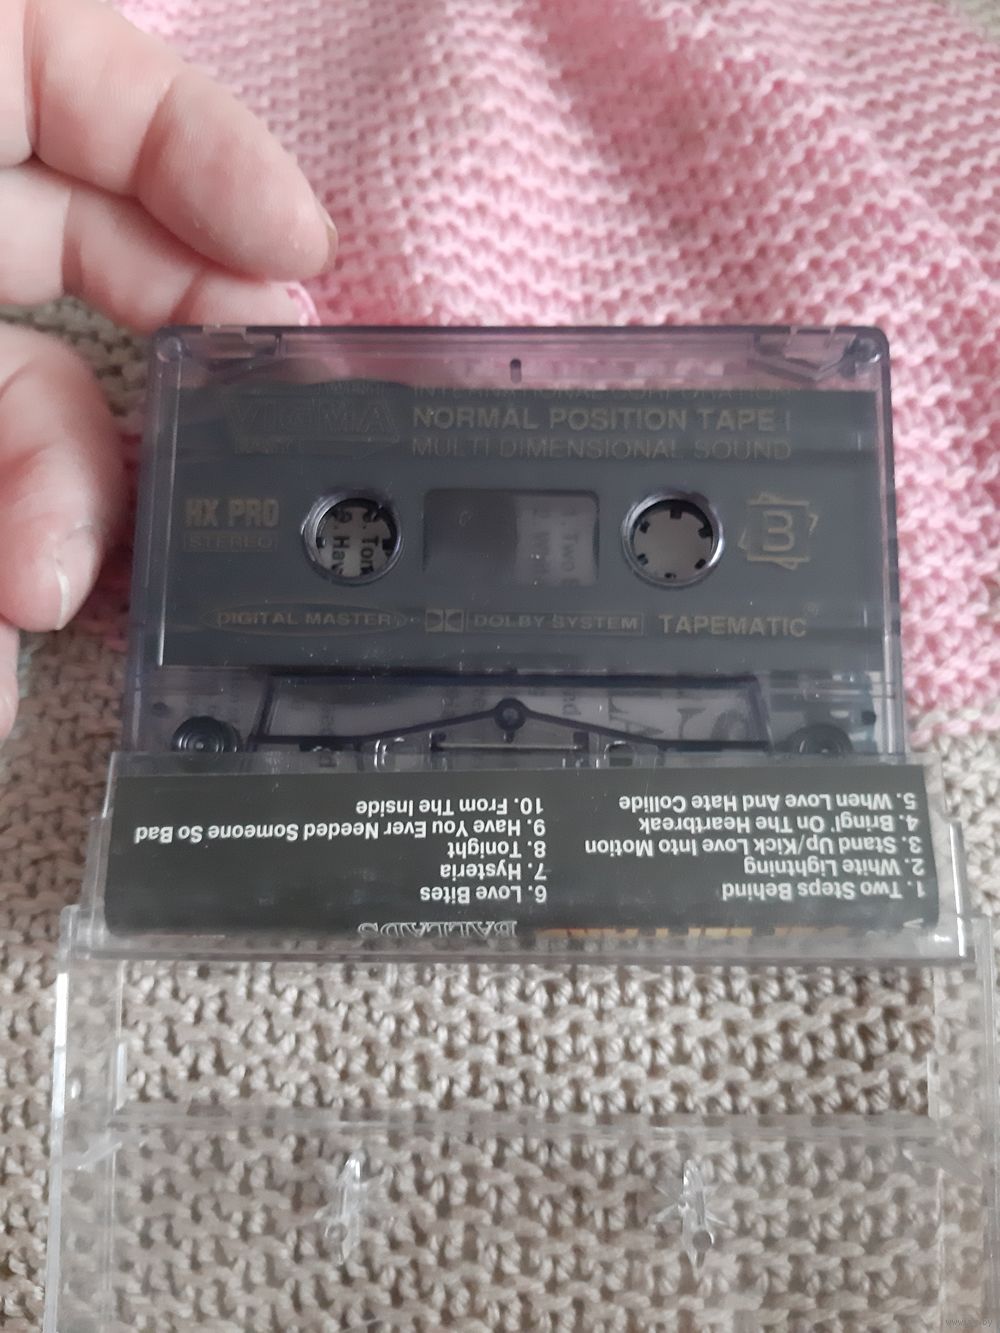 VIGMA
INTERNATIONAL CORPORATION
NORMAL POSITION TAPE I
MULTI DIMENSIONAL SOUND
HX PRO
STEREO
3
DIGITAL MASTER
DOLBY SYSTEM
TAPEMATIC®
BALLADS
1. Two Steps Behind
2. White Lightning
3. Stand Up/Kick Love Into Motion
4. Bringl' On The Heartbreak
5. When Love And Hate Collide
6. Love Bites
7. Hysteria
8. Tonight
9. Have You Ever Needed Someone So Bad
10. From The Inside